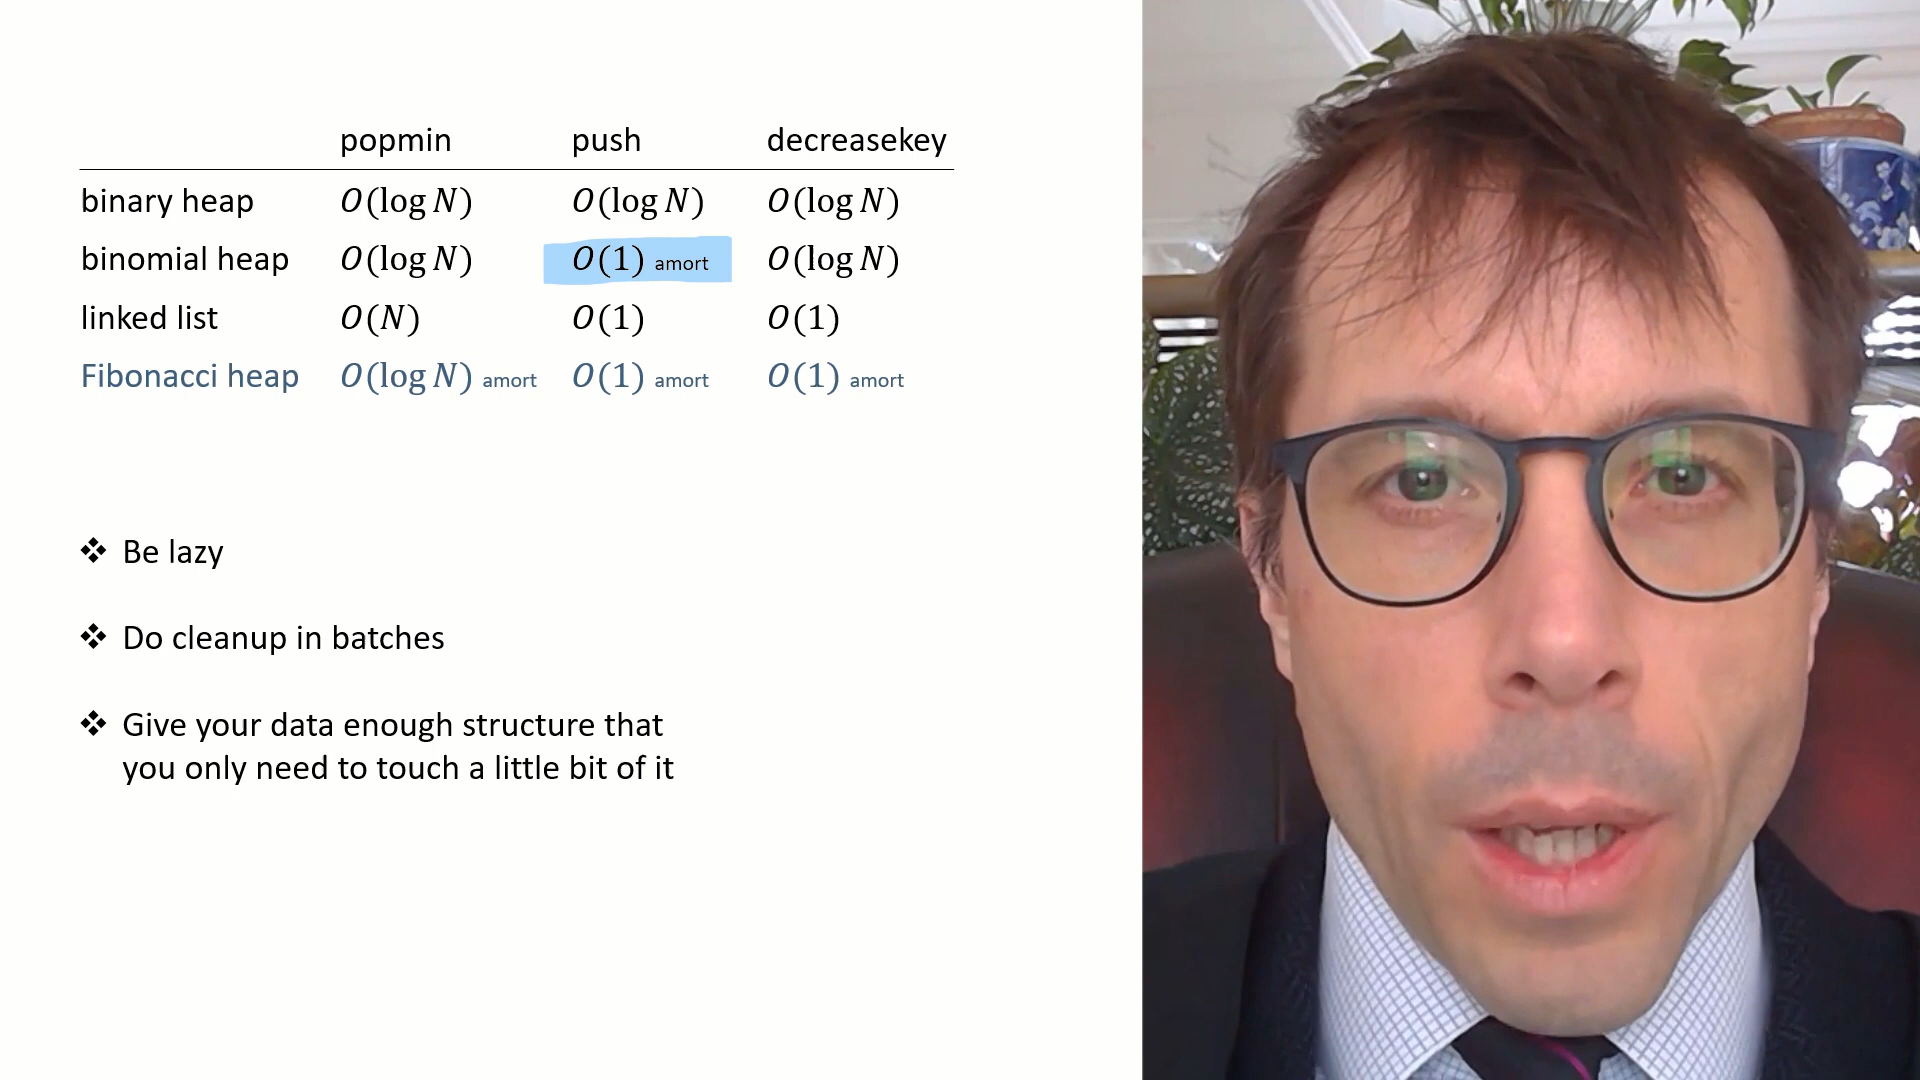 popmin push decreasekey
binary heap O(log N) O(log N) O(log N)
binomial heap O(log N) O(1) amort O(log N)
linked list O(N) O(1) O(1)
Fibonacci heap O(log N) amort O(1) amort O(1) amort
❖ Be lazy
❖ Do cleanup in batches
❖ Give your data enough structure that
you only need to touch a little bit of it